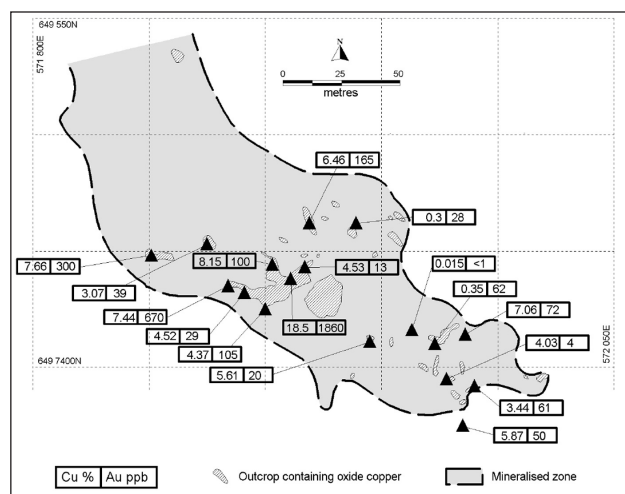 649 550N
571 800E
N
0 25 50
metres
6.46 165
0.3 28
7.66 300
8.15 100
4.53 13
0.015 <1
3.07 39
0.35 62
7.44 670
7.06 72
4.52 29
18.5 1860
4.03 4
4.37 105
649 7400N
5.61 20
572 050E
3.44 61
5.87 50
Cu % Au ppb
Outcrop containing oxide copper
Mineralised zone